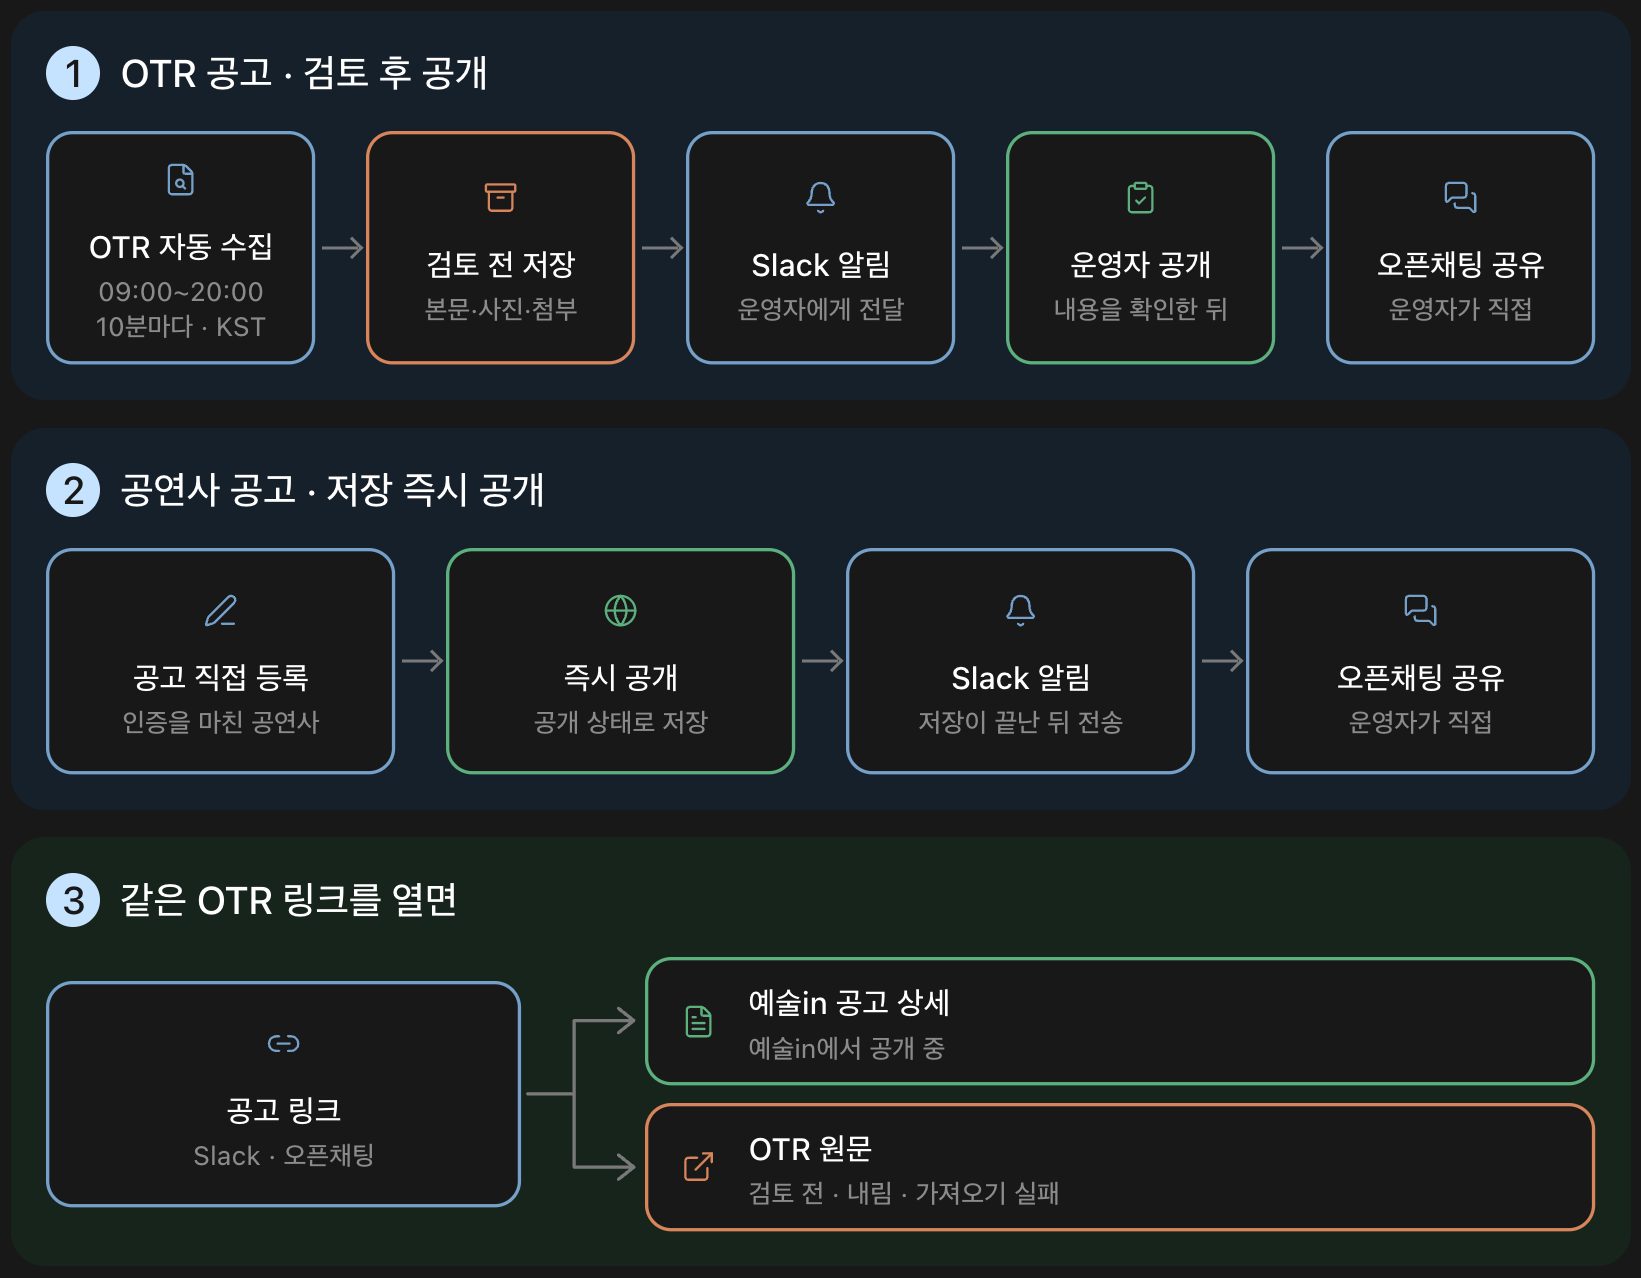 1 OTR 공고 · 검토 후 공개
OTR 자동 수집
09:00~20:00
10분마다 · KST
검토 전 저장
본문·사진·첨부
Slack 알림
운영자에게 전달
운영자 공개
내용을 확인한 뒤
오픈채팅 공유
운영자가 직접
2 공연사 공고 · 저장 즉시 공개
공고 직접 등록
인증을 마친 공연사
즉시 공개
공개 상태로 저장
Slack 알림
저장이 끝난 뒤 전송
오픈채팅 공유
운영자가 직접
3 같은 OTR 링크를 열면
공고 링크
Slack · 오픈채팅
예술in 공고 상세
예술in에서 공개 중
OTR 원문
검토 전 · 내림 · 가져오기 실패